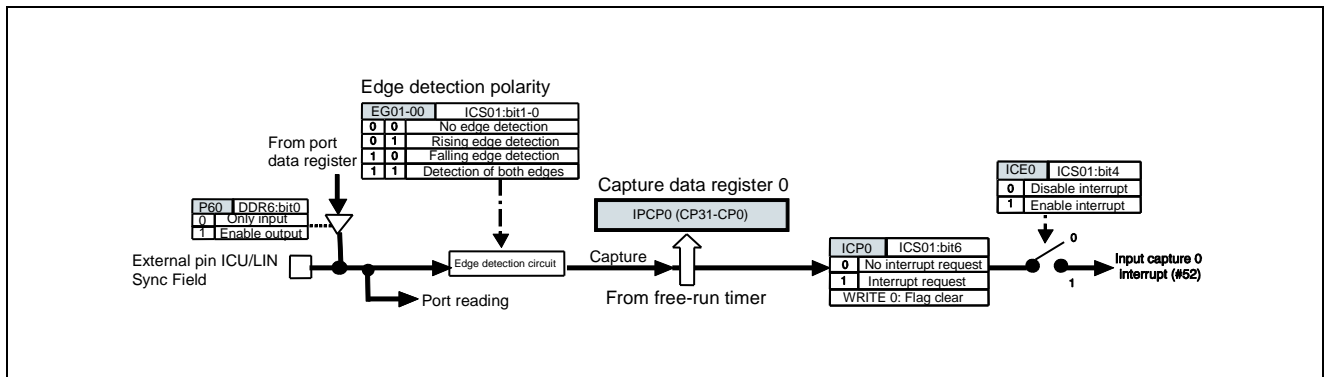 Edge detection polarity
EG01-00 ICS01:bit1-0
0 0 No edge detection
0 1 Rising edge detection
1 0 Falling edge detection
1 1 Detection of both edges
From port
data register
P60 DDR6:bit0
0 Only input
1 Enable output
External pin ICU/LIN
Sync Field
Port reading
Edge detection circuit
Capture
Capture data register 0
IPCP0 (CP31-CP0)
From free-run timer
ICP0 ICS01:bit6
0 No interrupt request
1 Interrupt request
WRITE 0: Flag clear
ICE0 ICS01:bit4
0 Disable interrupt
1 Enable interrupt
0
1
Input capture 0
Interrupt (#52)